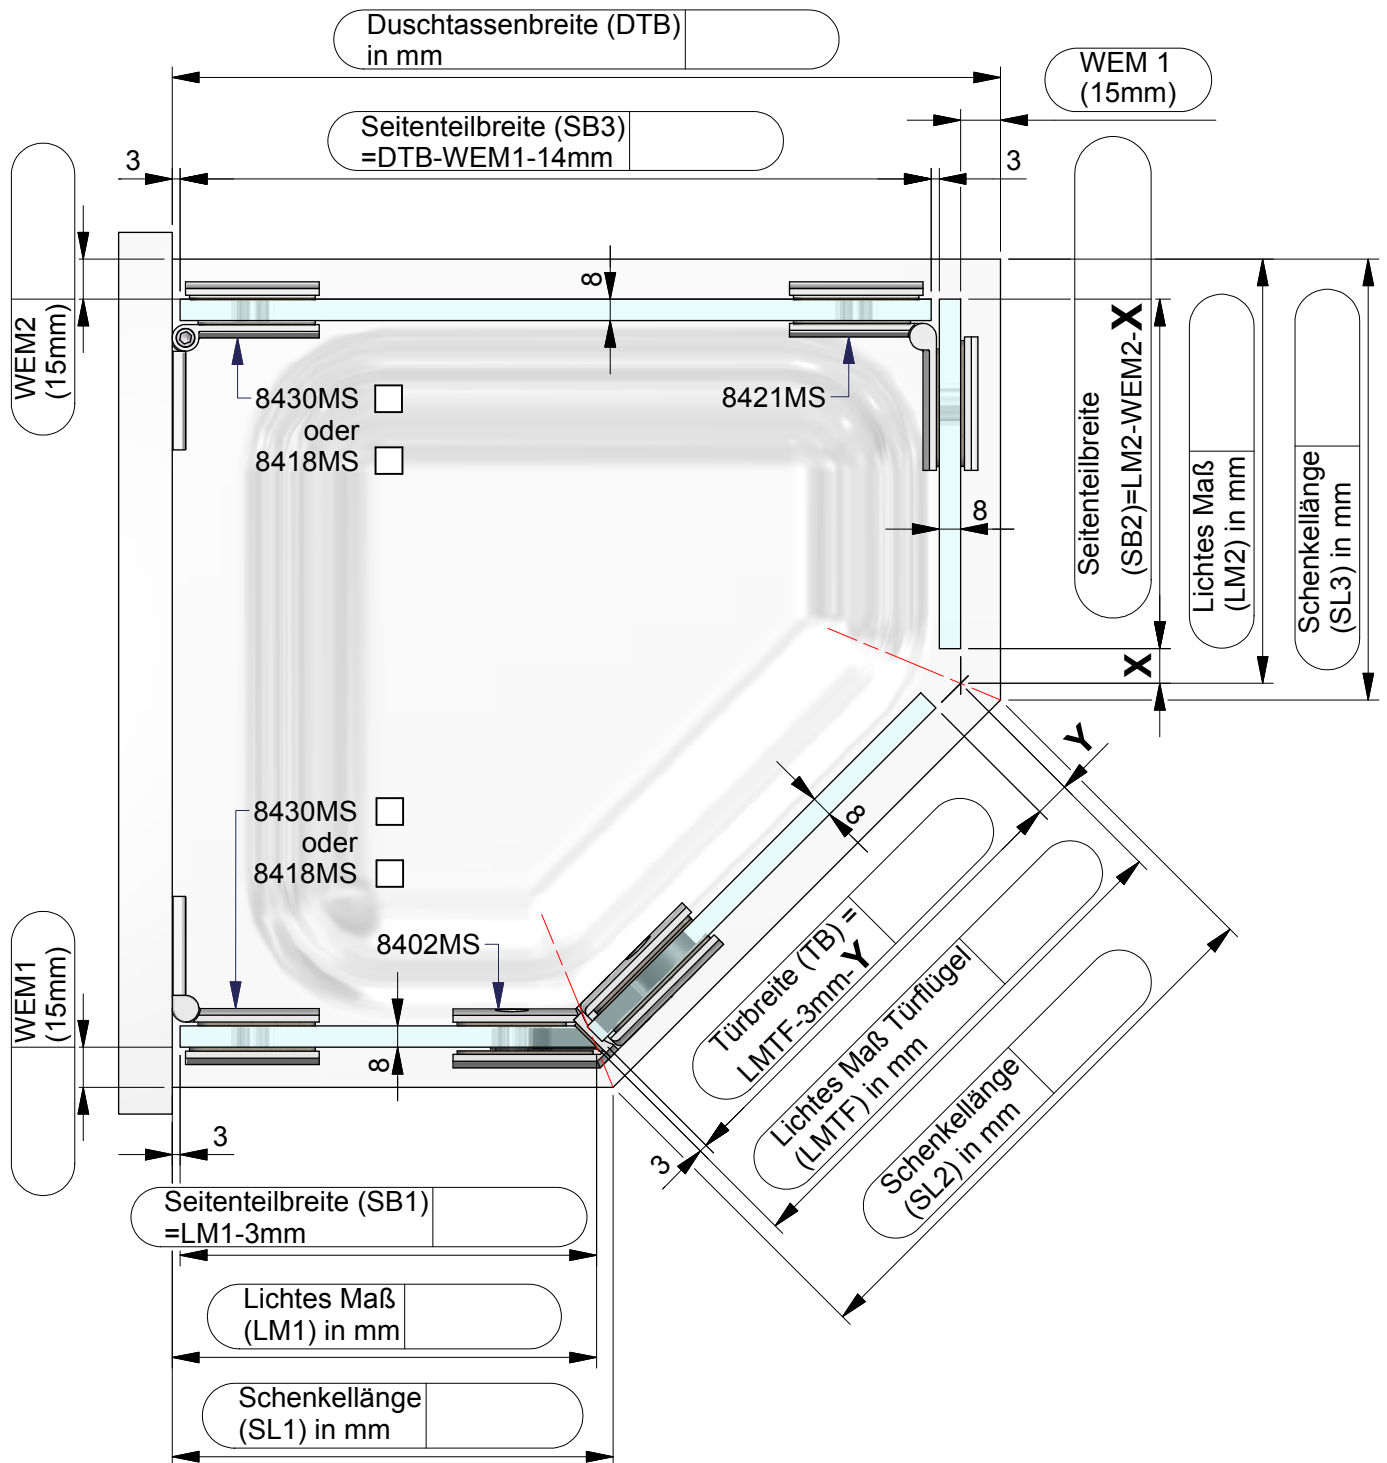 Duschtassenbreite (DTB)
in mm
WEM 1
(15mm)
Seitenteilbreite (SB3)
=DTB-WEM1-14mm
3
3
WEM2
(15mm)
8
8430MS
oder
8418MS
8421MS
8
Seitenteilbreite
(SB2)=LM2-WEM2-X
Lichtes Maß
(LM2) in mm
Schenkellänge
(SL3) in mm
X
Y
8
8430MS
oder
8418MS
8402MS
WEM1
(15mm)
8
Türbreite (TB) =
LMTF-3mm-Y
Lichtes Maß Türflügel
(LMTF) in mm
Schenkellänge
(SL2) in mm
3
3
Seitenteilbreite (SB1)
=LM1-3mm
Lichtes Maß
(LM1) in mm
Schenkellänge
(SL1) in mm